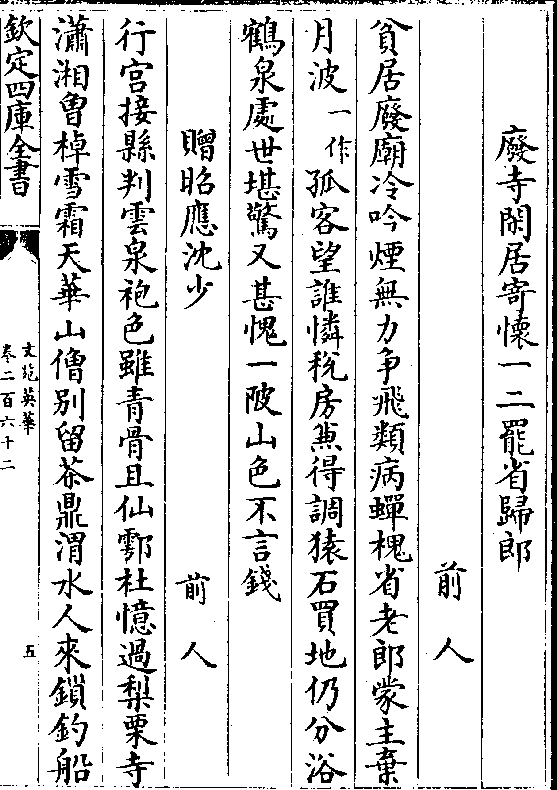 廢寺閑居寄懷一二罷省歸郎
前人
貧居廢廟冷吟煙無力争飛類病蟬槐省老郎蒙主棄
月波一作孤客望誰憐稅房兼得調猿石買地仍分浴
鶴泉處世堪驚又甚愧一陂山色不言錢
贈昭應沈少
前人
行宫接縣判雲泉袍色雖青骨且仙鄠杜憶過梨栗寺
瀟湘曾棹雪霜天華山僧别留茶鼎渭水人來鎖釣船
欽定四庫全書
文苑英華
卷二百六十二
五